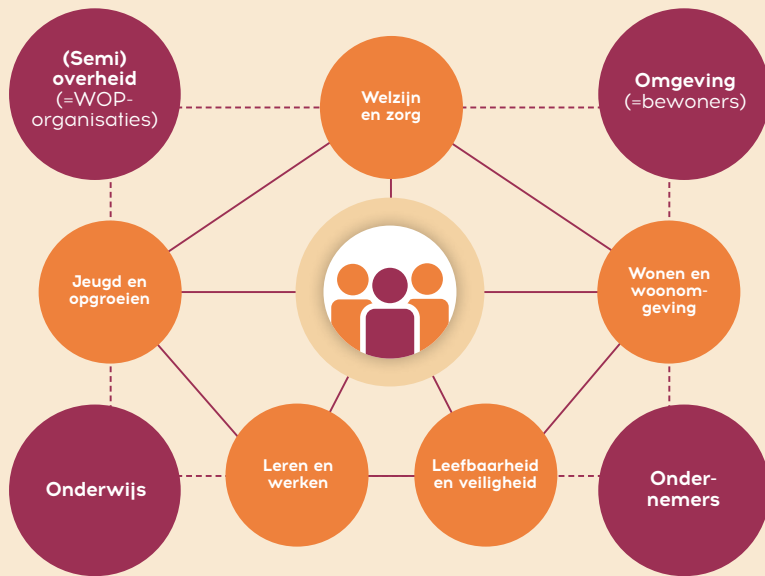 (Semi)
overheid
(=WOP-
organisaties)
Welzijn
en zorg
Omgeving
(=bewoners)
Jeugd en
opgroeien
Wonen en
woonom-
geving
Onderwijs
Leren en
werken
Leefbaarheid
en veiligheid
Onder-
nemers